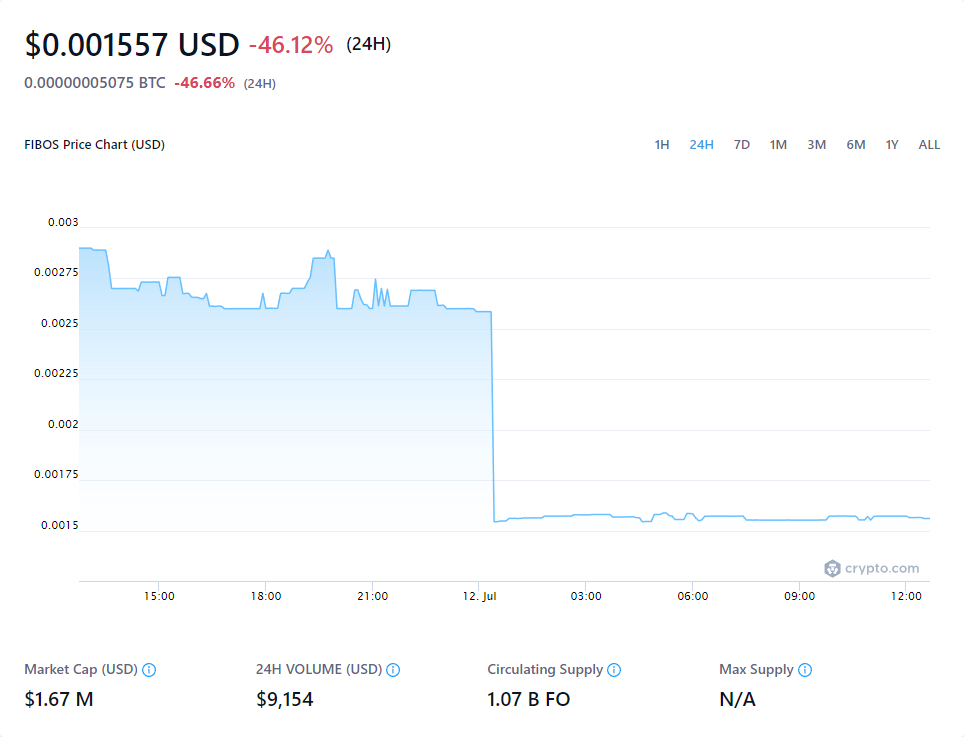 $0.001557 USD -46.12% (24H)
0.00000005075 BTC -46.66% (24H)
FIBOS Price Chart (USD) 1H 24H 7D 1M 3M 6M 1Y ALL
0.003
0.00275
0.0025
0.00225
0.002
0.00175
0.0015
crypto.com
15:00 18:00 21:00 12. Jul 03:00 06:00 09:00 12:00
Market Cap (USD) 24H VOLUME (USD) Circulating Supply Max Supply
$1.67 M $9,154 1.07 B FO N/A